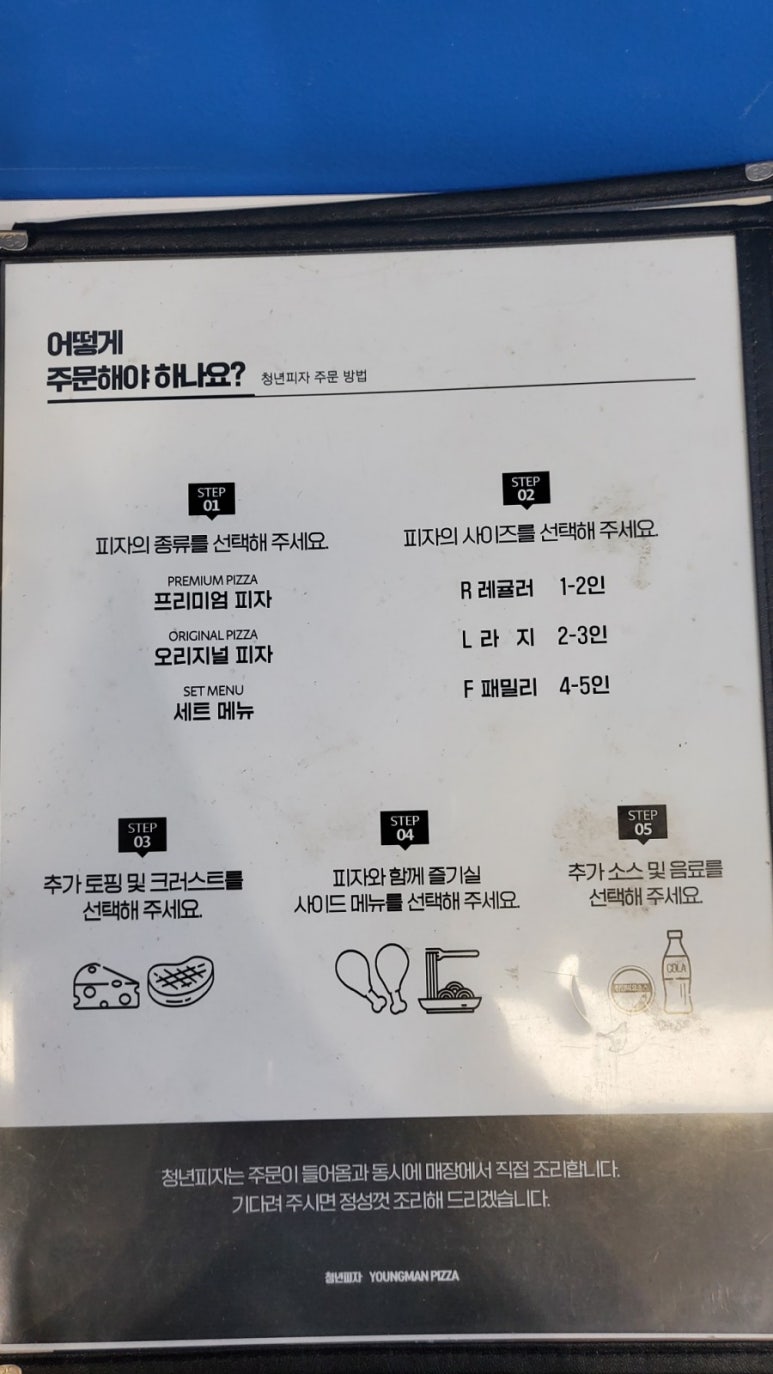 어떻게
주문해야 하나요? 청년피자 주문 방법
STEP
01
피자의 종류를 선택해 주세요.
PREMIUM PIZZA
프리미엄 피자
ORIGINAL PIZZA
오리지널 피자
SET MENU
세트 메뉴
STEP
02
피자의 사이즈를 선택해 주세요.
R 레귤러 1-2인
L 라 지 2-3인
F 패밀리 4-5인
STEP
03
추가 토핑 및 크러스트를
선택해 주세요.
STEP
04
피자와 함께 즐기실
사이드 메뉴를 선택해 주세요.
STEP
05
추가 소스 및 음료를
선택해 주세요.
COLA
청년피자는 주문이 들어옴과 동시에 매장에서 직접 조리합니다.
기다려 주시면 정성껏 조리해 드리겠습니다.
청년피자 YOUNGMAN PIZZA